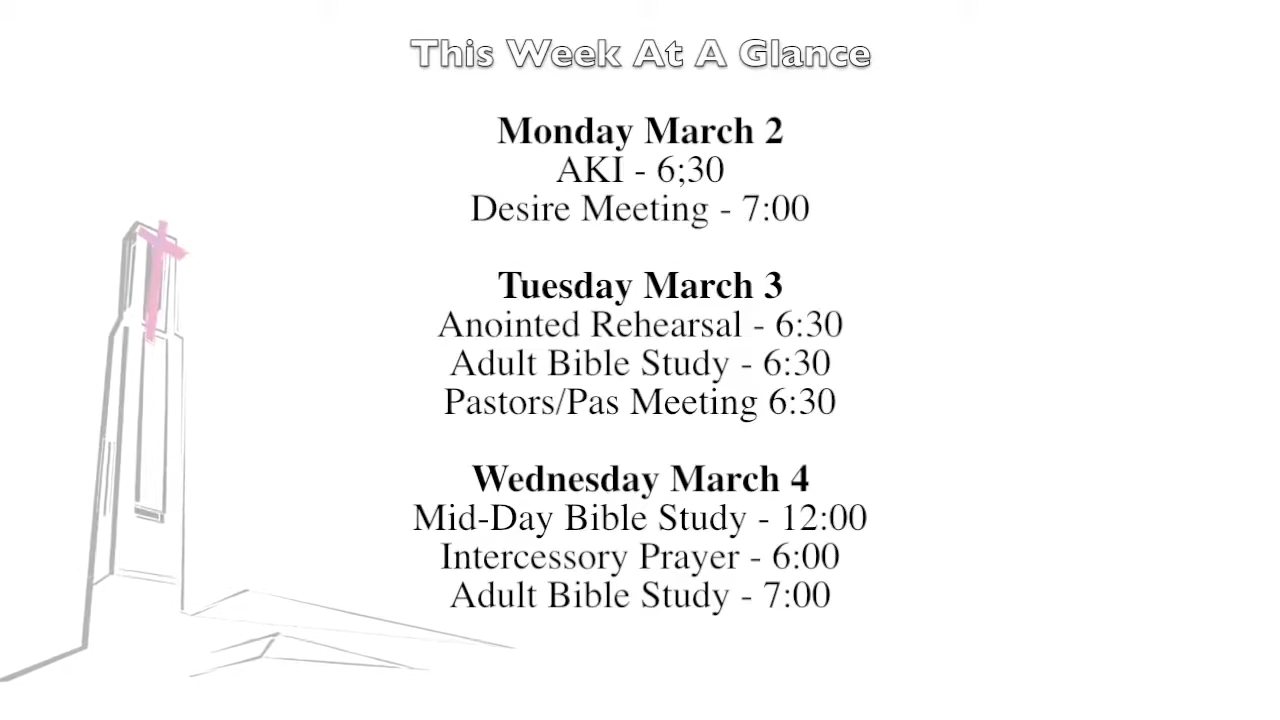 This Week At A Glance
Monday March 2
AKI - 6;30
Desire Meeting - 7:00
Tuesday March 3
Anointed Rehearsal - 6:30
Adult Bible Study - 6:30
Pastors/Pas Meeting 6:30
Wednesday March 4
Mid-Day Bible Study - 12:00
Intercessory Prayer - 6:00
Adult Bible Study - 7:00